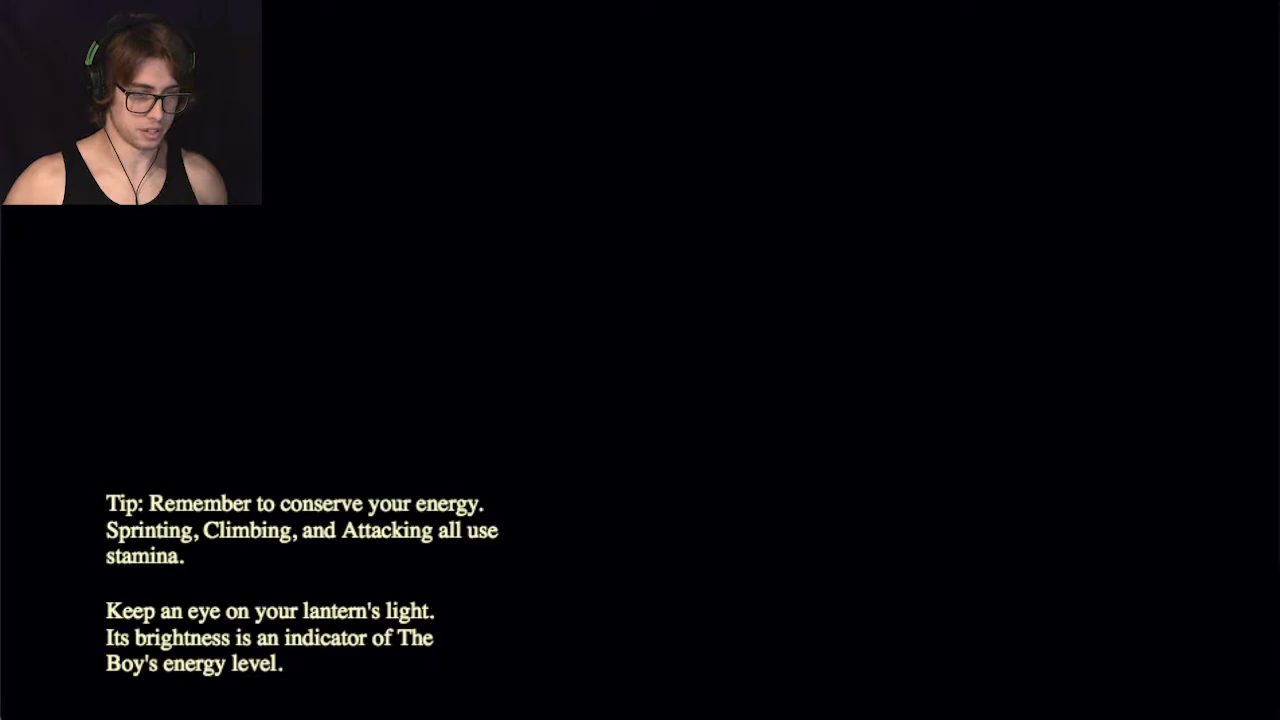 Tip: Remember to conserve your energy.
Sprinting, Climbing, and Attacking all use
stamina.
Keep an eye on your lantern's light.
Its brightness is an indicator of The
Boy's energy level.